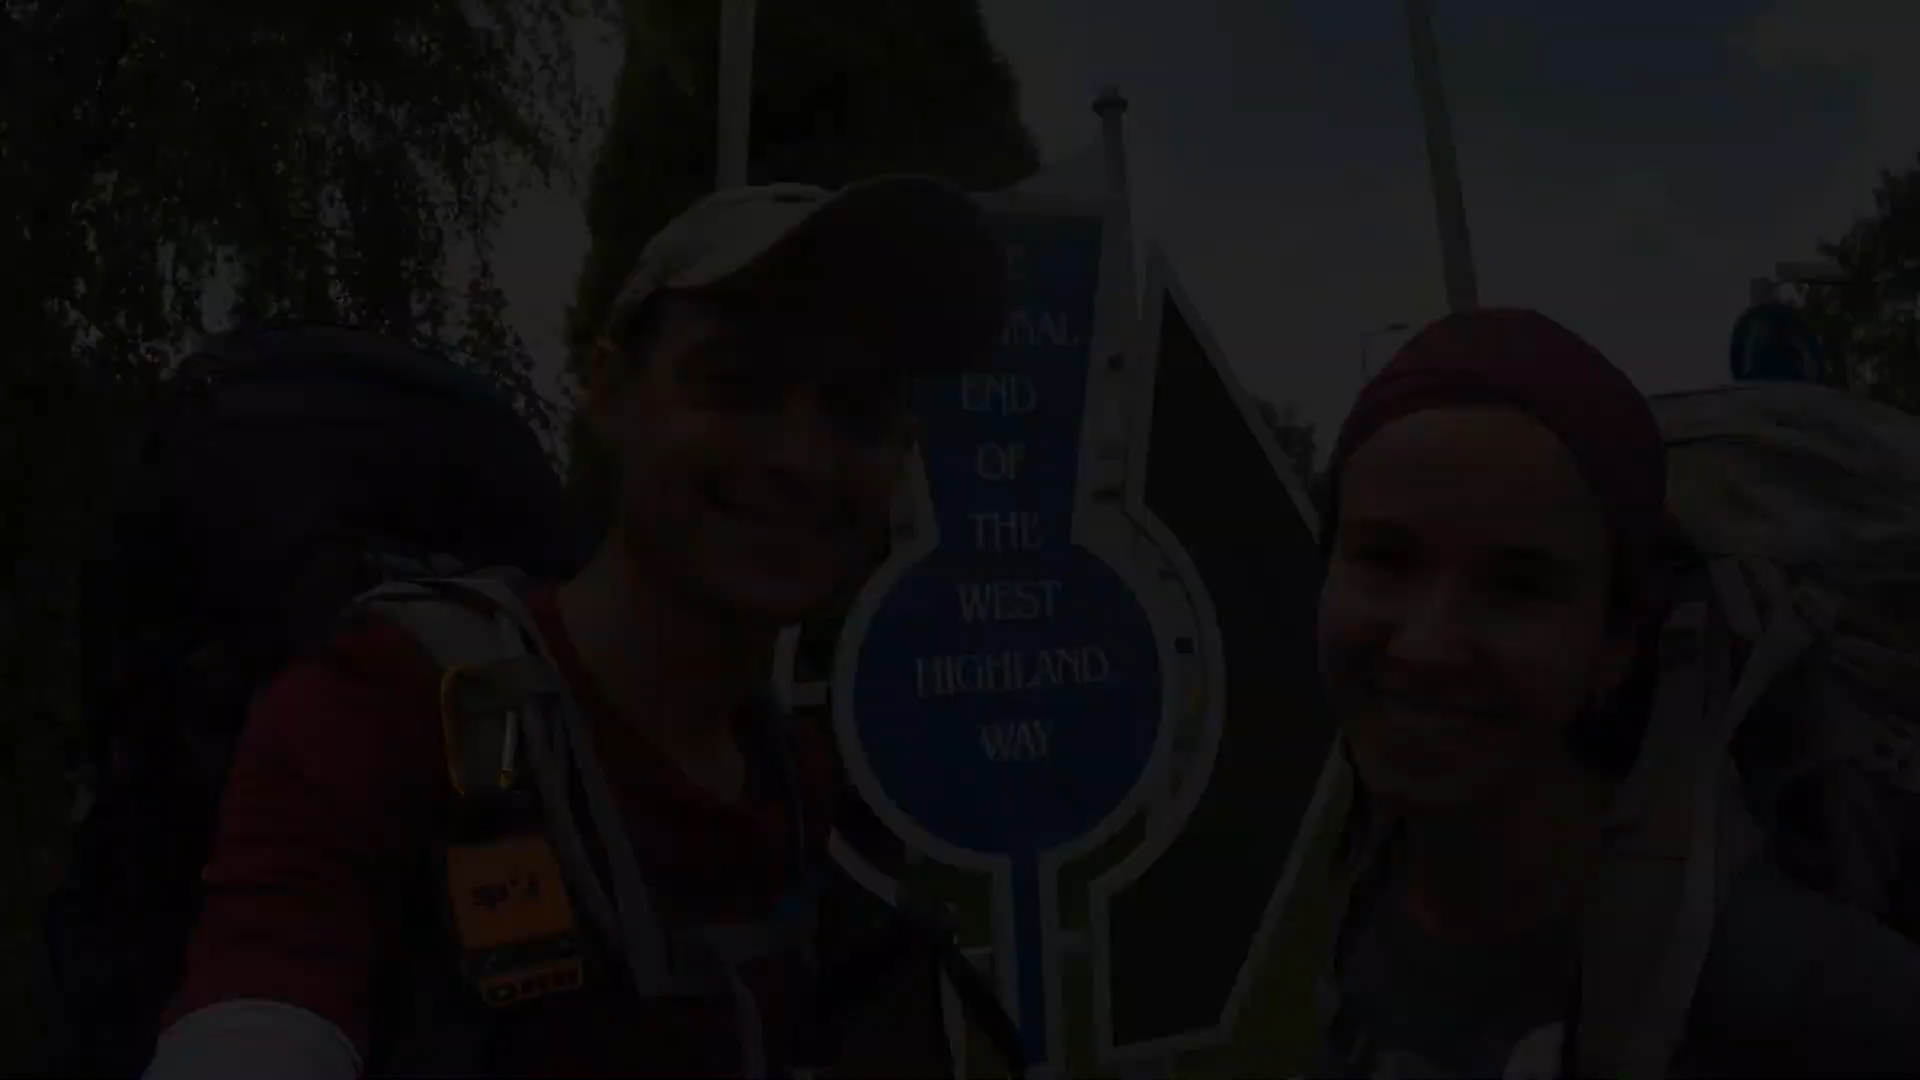 END
OF
THE
WEST
HIGHLAND
WAY